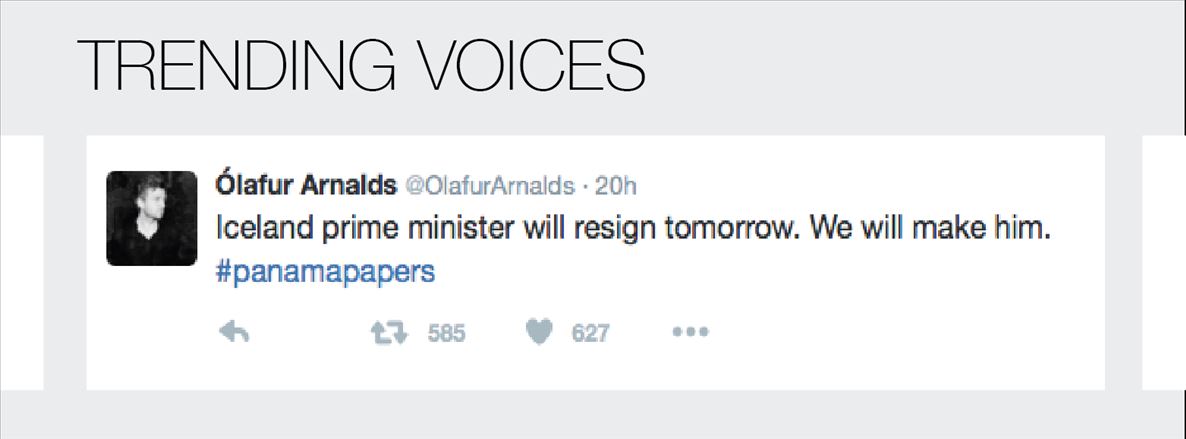 TRENDING VOICES
Ólafur Arnalds @OlafurArnalds · 20h
Iceland prime minister will resign tomorrow. We will make him.
#panamapapers
585 627